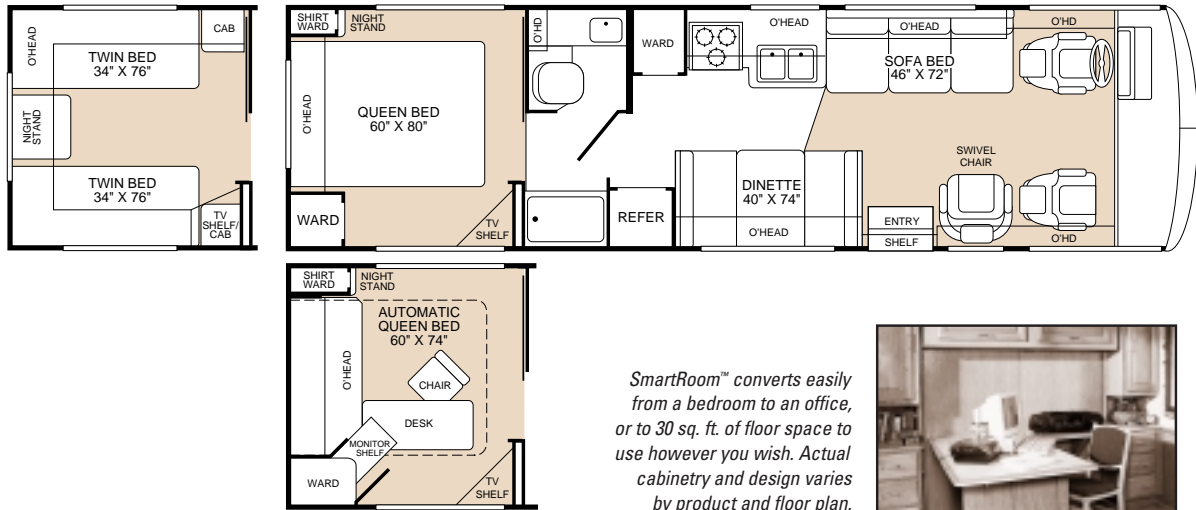 O'HEAD
TWIN BED
34" X 76"
CAB
NIGHT
STAND
TWIN BED
34" X 76"
TV
SHELF/
CAB
SHIRT
WARD
NIGHT
STAND
O'HEAD
QUEEN BED
60" X 80"
WARD
TV
SHELF
O'HD
WARD
REFER
O'HEAD
O'HEAD
SOFA BED
46" X 72"
O'HD
DINETTE
40" X 74"
O'HEAD
SWIVEL
CHAIR
ENTRY
SHELF
O'HD
SHIRT
WARD
NIGHT
STAND
AUTOMATIC
QUEEN BED
60" X 74"
O'HEAD
CHAIR
DESK
MONITOR
SHELF
WARD
TV
SHELF
SmartRoom™ converts easily
from a bedroom to an office,
or to 30 sq. ft. of floor space to
use however you wish. Actual
cabinetry and design varies
by product and floor plan.